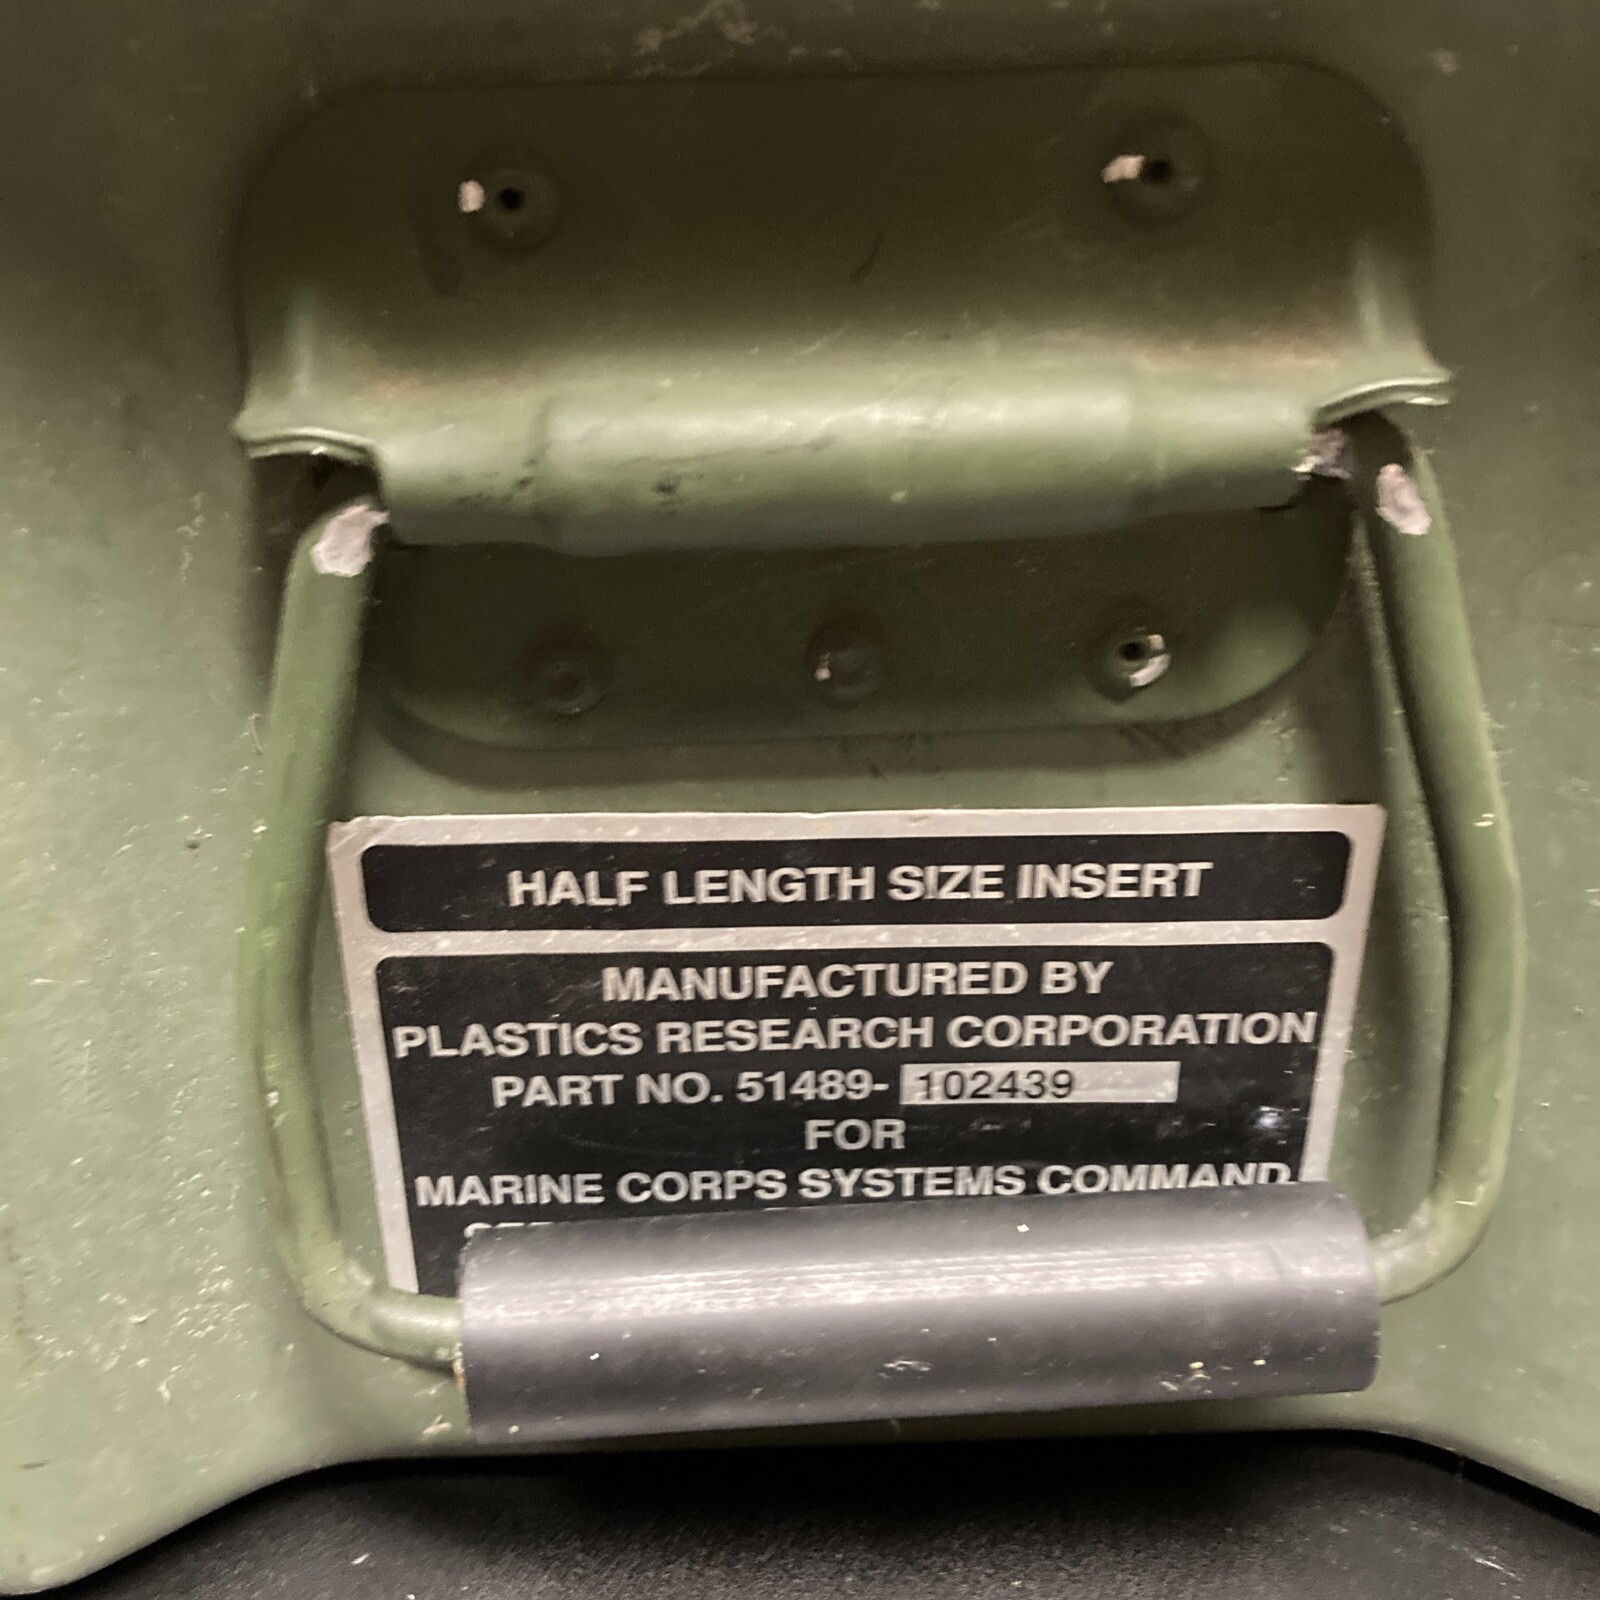 HALF LENGTH SIZE INSERT
MANUFACTURED BY
PLASTICS RESEARCH CORPORATION
PART NO. 51489- 102439
FOR
MARINE CORPS SYSTEMS COMMAND